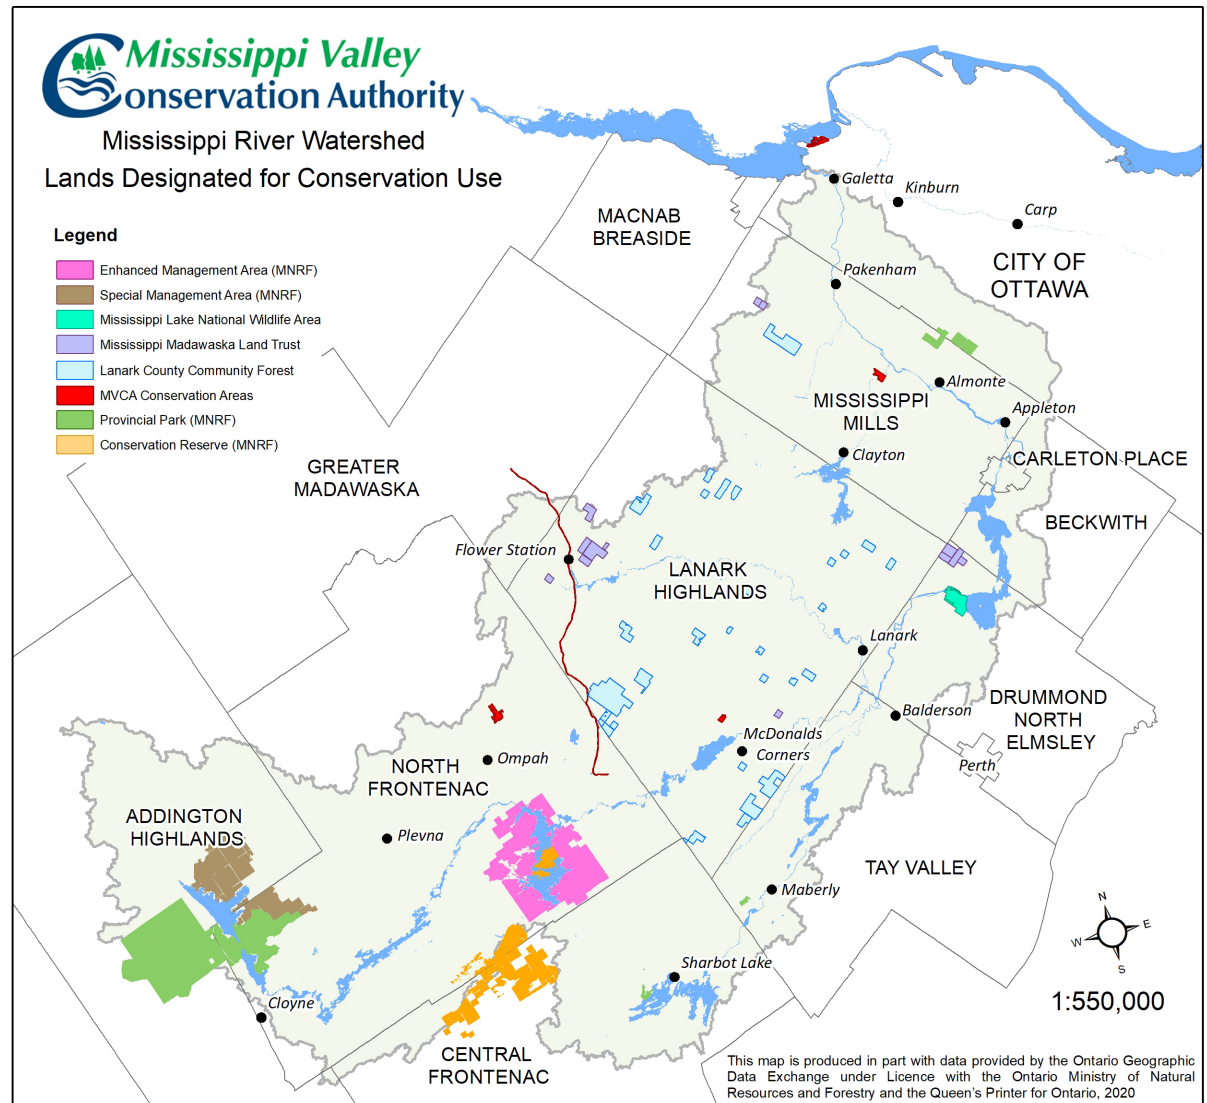 Mississippi Valley
Conservation Authority
Mississippi River Watershed
Lands Designated for Conservation Use
Legend
Enhanced Management Area (MNRF)
Special Management Area (MNRF)
Mississippi Lake National Wildlife Area
Mississippi Madawaska Land Trust
Lanark County Community Forest
MVCA Conservation Areas
Provincial Park (MNRF)
Conservation Reserve (MNRF)
Galetta
Kinburn
Carp
MACNAB
BREASIDE
CITY OF
OTTAWA
Pakenham
Almonte
MISSISSIPPI
MILLS
Appleton
Clayton
CARLETON PLACE
GREATER
MADAWASKA
BECKWITH
Flower Station
LANARK
HIGHLANDS
Lanark
DRUMMOND
NORTH
ELMSLEY
Balderson
McDonalds
Corners
Perth
Ompah
NORTH
FRONTENAC
ADDINGTON
HIGHLANDS
Plevna
TAY VALLEY
Maberly
N
W
E
S
Sharbot Lake
Cloyne
1:550,000
CENTRAL
FRONTENAC
This map is produced in part with data provided by the Ontario Geographic
Data Exchange under Licence with the Ontario Ministry of Natural
Resources and Forestry and the Queen's Printer for Ontario, 2020